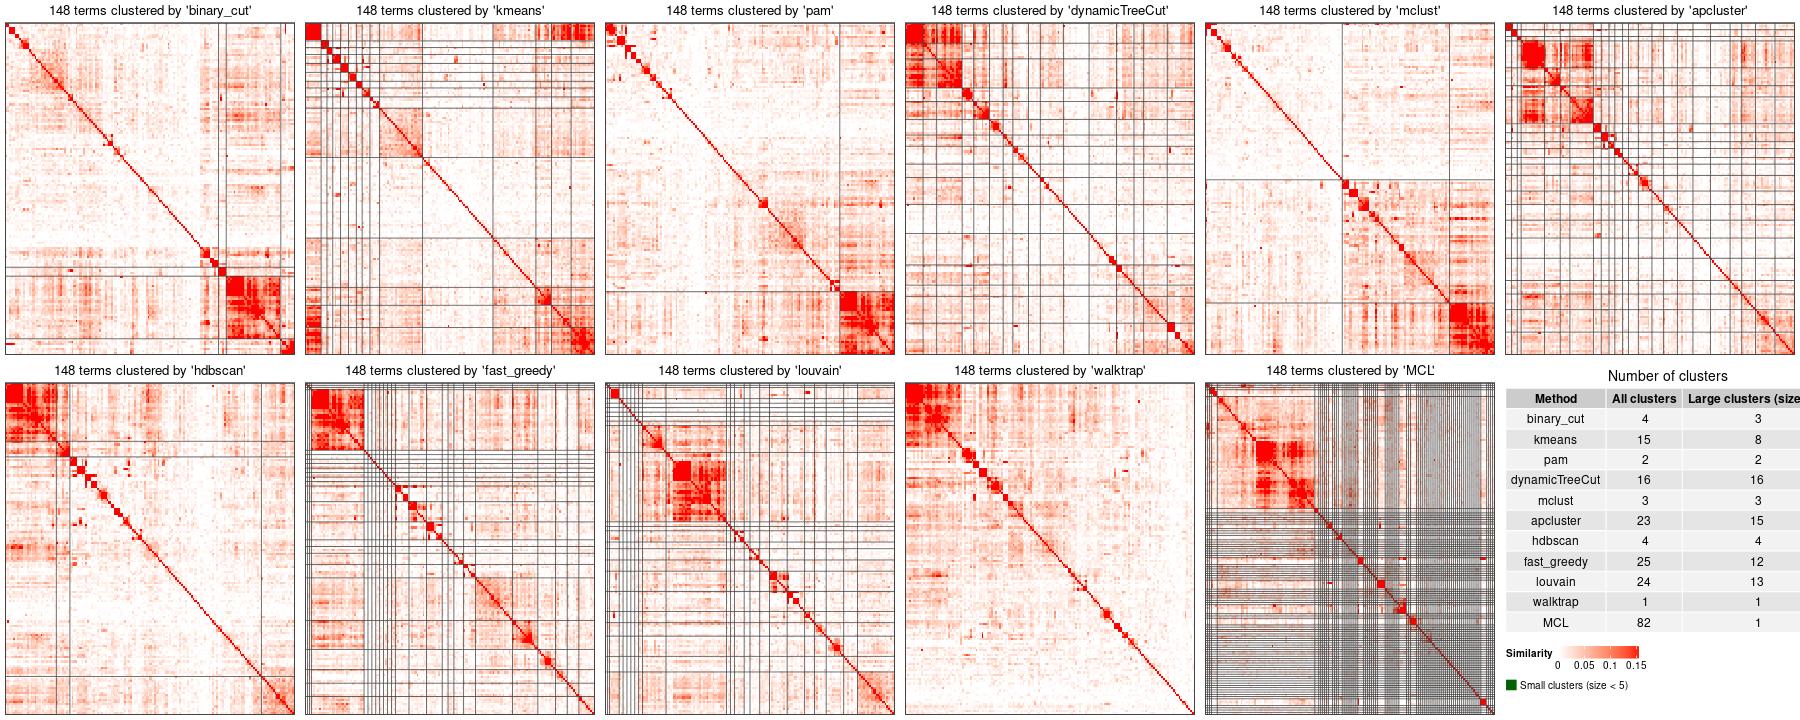 148 terms clustered by 'binary_cut'
148 terms clustered by 'kmeans'
148 terms clustered by 'pam'
148 terms clustered by 'dynamicTreeCut'
148 terms clustered by 'mclust'
148 terms clustered by 'apcluster'
148 terms clustered by 'hdbscan'
148 terms clustered by 'fast_greedy'
148 terms clustered by 'louvain'
148 terms clustered by 'walktrap'
148 terms clustered by 'MCL'
Number of clusters
Method All clusters Large clusters (size
binary_cut 4 3
kmeans 15 8
pam 2 2
dynamicTreeCut 16 16
mclust 3 3
apcluster 23 15
hdbscan 4 4
fast_greedy 25 12
louvain 24 13
walktrap 1 1
MCL 82 1
Similarity
0 0.05 0.1 0.15
Small clusters (size < 5)